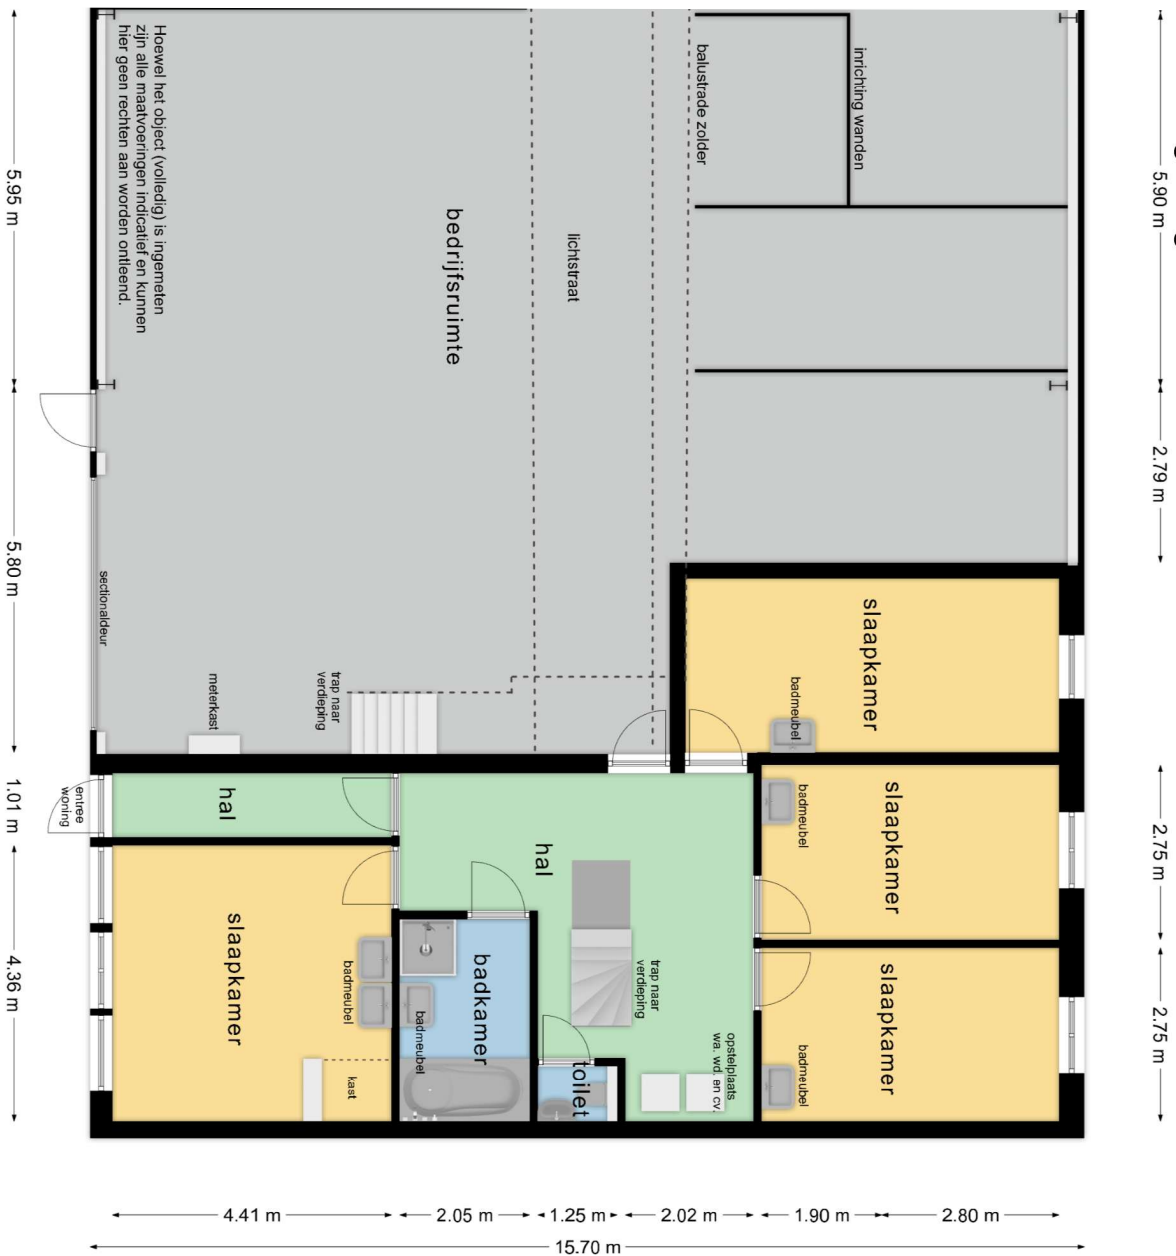 Hoewel het object (volledig) is ingemeten
zijn alle maatvoeringen indicatief en kunnen
hier geen rechten aan worden ontleend.
balustrade zolder
inrichting wanden
bedrijfsruimte
lichtstraat
5.95 m
5.90 m
2.79 m
5.80 m
sectionaldeur
meterkast
trap naar
verdieping
slaapkamer
badmeubel
entree
woning
hal
1.01 m
hal
slaapkamer
badmeubel
2.75 m
slaapkamer
badmeubel
kast
4.36 m
badkamer
badmeubel
toilet
trap naar
verdieping
opstelplaats
wa. wd. en cv.
slaapkamer
badmeubel
2.75 m
4.41 m
2.05 m
1.25 m
2.02 m
1.90 m
2.80 m
15.70 m